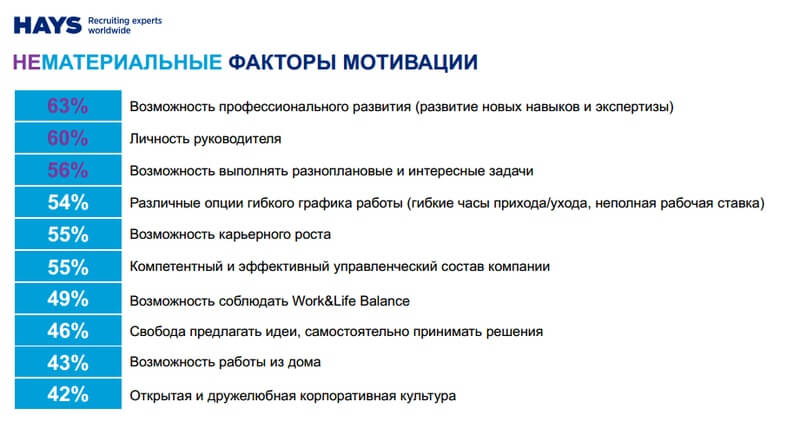 HAYS Recruiting experts
worldwide
НЕМАТЕРИАЛЬНЫЕ ФАКТОРЫ МОТИВАЦИИ
63% Возможность профессионального развития (развитие новых навыков и экспертизы)
60% Личность руководителя
56% Возможность выполнять разноплановые и интересные задачи
54% Различные опции гибкого графика работы (гибкие часы прихода/ухода, неполная рабочая ставка)
55% Возможность карьерного роста
55% Компетентный и эффективный управленческий состав компании
49% Возможность соблюдать Work&Life Balance
46% Свобода предлагать идеи, самостоятельно принимать решения
43% Возможность работы из дома
42% Открытая и дружелюбная корпоративная культура